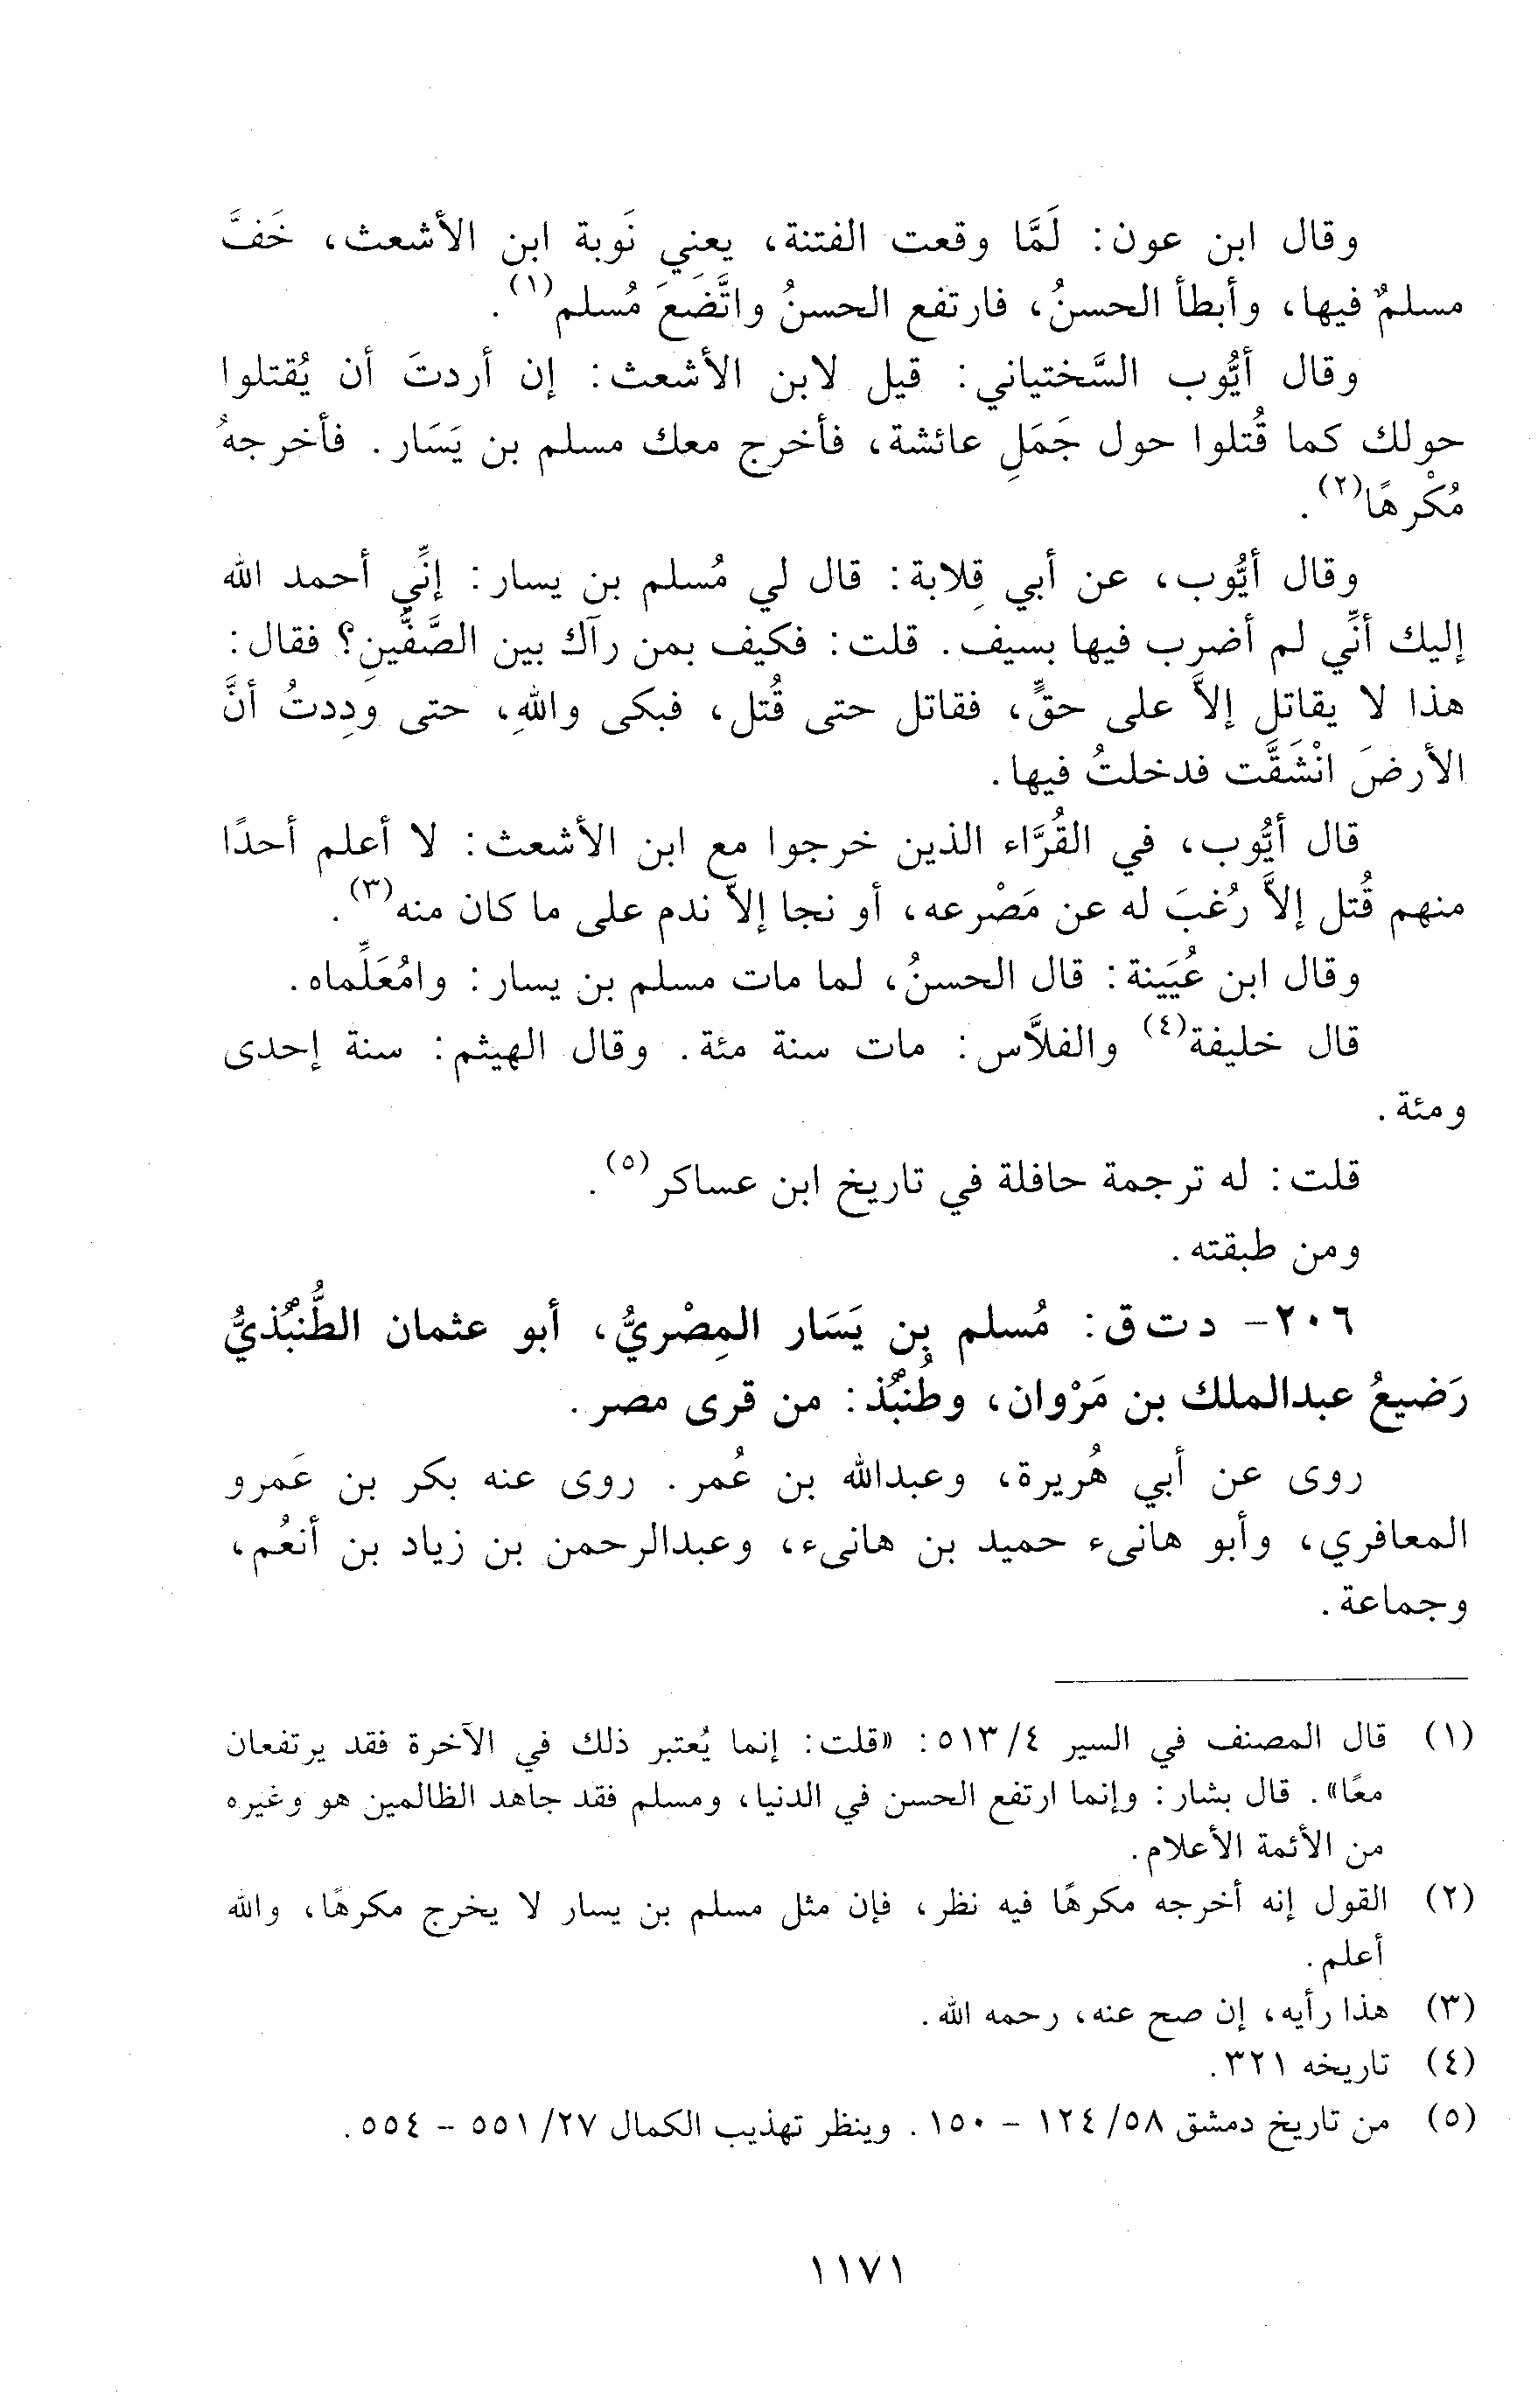 وقال ابن عون: لَمَّا وقعت الفتنة، يعني نَوبة ابن الأشعث، خَفَّ
مسلمٌ فيها، وأبطأ الحسنُ، فارتفع الحسنُ واتَّضَعَ مُسلم(١).
وقال أيُّوب السَّختياني: قيل لابن الأشعث: إن أردتَ أن يُقتلوا
حولك كما قُتلوا حول جَمَلِ عائشة، فأخرج معك مسلم بن يَسَار. فأخرجهُ
مُكْرهًا(٢).
وقال أيُّوب، عن أبي قِلابة: قال لي مُسلم بن يسار: إنِّي أحمد الله
إليك أنِّي لم أضرب فيها بسيف. قلت: فكيف بمن رآك بين الصَّفَّينِ؟ فقال:
هذا لا يقاتل إلاَّ على حقٍّ، فقاتل حتى قُتل، فبكى واللهِ، حتى وَدِدتُ أنَّ
الأرضَ انْشَقَّت فدخلتُ فيها.
قال أيُّوب، في القُرَّاء الذين خرجوا مع ابن الأشعث: لا أعلم أحدًا
منهم قُتل إلاَّ رُغبَ له عن مَصْرعه، أو نجا إلاَّ ندم على ما كان منه(٣).
وقال ابن عُيَينة: قال الحسنُ، لما مات مسلم بن يسار: وامُعَلِّماه.
قال خليفة(٤) والفلاَّس: مات سنة مئة. وقال الهيثم: سنة إحدى
ومئة.
قلت: له ترجمة حافلة في تاريخ ابن عساكر(٥).
ومن طبقته.
٢٠٦- د ت ق: مُسلم بن يَسَار المِصْريُّ، أبو عثمان الطُّنبُذيُّ
رَضيعُ عبدالملك بن مَرْوان، وطُنبُذ: من قرى مصر.
روى عن أبي هُريرة، وعبدالله بن عُمر. روى عنه بكر بن عَمرو
المعافري، وأبو هانىء حميد بن هانىء، وعبدالرحمن بن زياد بن أنعُم،
وجماعة.
(١) قال المصنف في السير ٤/ ٥١٣: «قلت: إنما يُعتبر ذلك في الآخرة فقد يرتفعان
معًا». قال بشار: وإنما ارتفع الحسن في الدنيا، ومسلم فقد جاهد الظالمين هو وغيره
من الأئمة الأعلام.
(٢) القول إنه أخرجه مكرهًا فيه نظر، فإن مثل مسلم بن يسار لا يخرج مكرهًا، والله
أعلم.
(٣) هذا رأيه، إن صح عنه، رحمه الله.
(٤) تاريخه ٣٢١.
(٥) من تاريخ دمشق ٥٨/ ١٢٤ - ١٥٠. وينظر تهذيب الكمال ٢٧/ ٥٥١ - ٥٥٤.
١١٧١